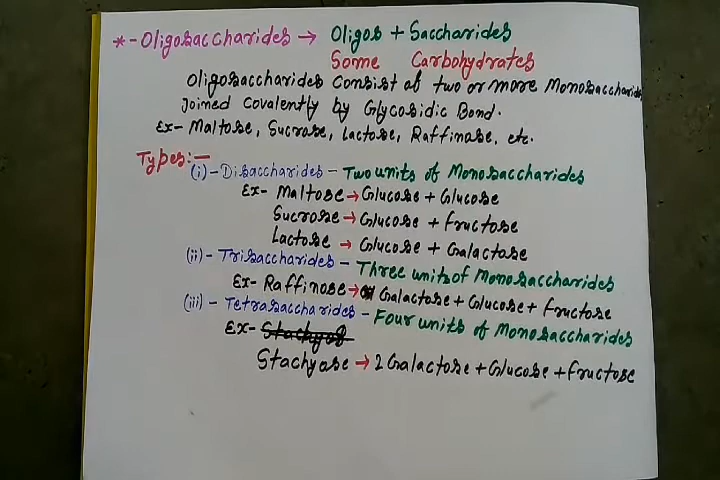 *- Oligosaccharides → Oligos + Saccharides
Some Carbohydrates
Oligosaccharides consist of two or more Monosaccharides
Joined Covalently by Glycosidic Bond.
Ex- Maltose, Sucrose, Lactose, Raffinose, etc.
Types:-
(i)- Disaccharides - Two units of Monosaccharides
Ex- Maltose → Glucose + Glucose
Sucrose → Glucose + Fructose
Lactose → Glucose + Galactose
(ii)- Trisaccharides - Three units of Monosaccharides
Ex- Raffinose → Galactose + Glucose + Fructose
(iii)- Tetrasaccharides - Four units of Monosaccharides
Ex-
Stachyose → 2 Galactose + Glucose + Fructose